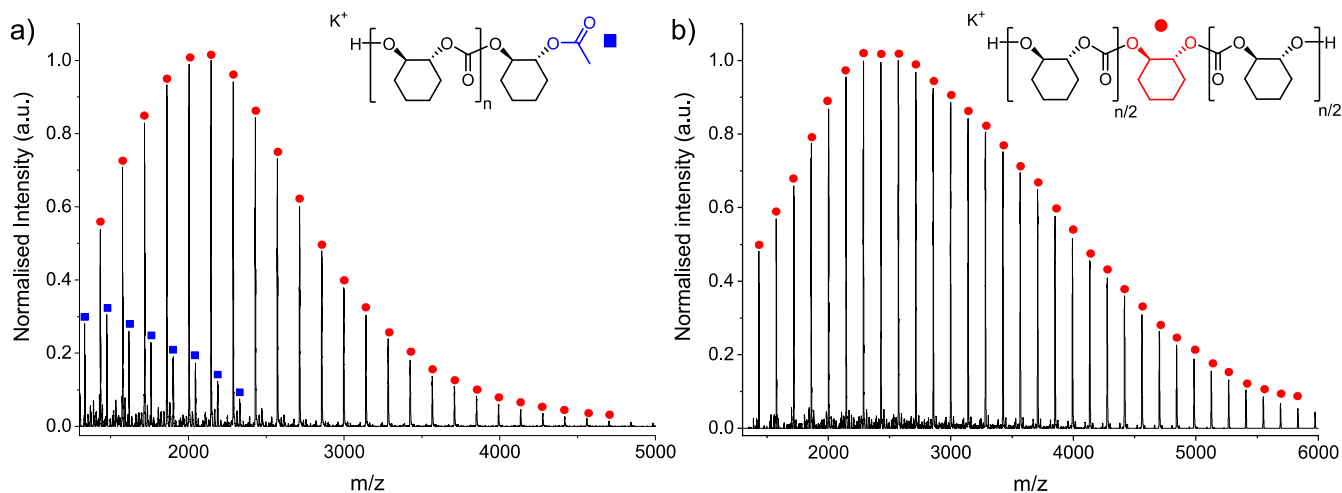 a)
K+
H
O
O
O
n
O
O
O
Normalised Intensity (a.u.)
1.0
0.8
0.6
0.4
0.2
0.0
2000 3000 4000 5000
m/z
b)
K+
H
O
O
O
n/2
O
O
O
O
O
H
n/2
Normalised intensity (a.u.)
1.0
0.8
0.6
0.4
0.2
0.0
2000 3000 4000 5000 6000
m/z